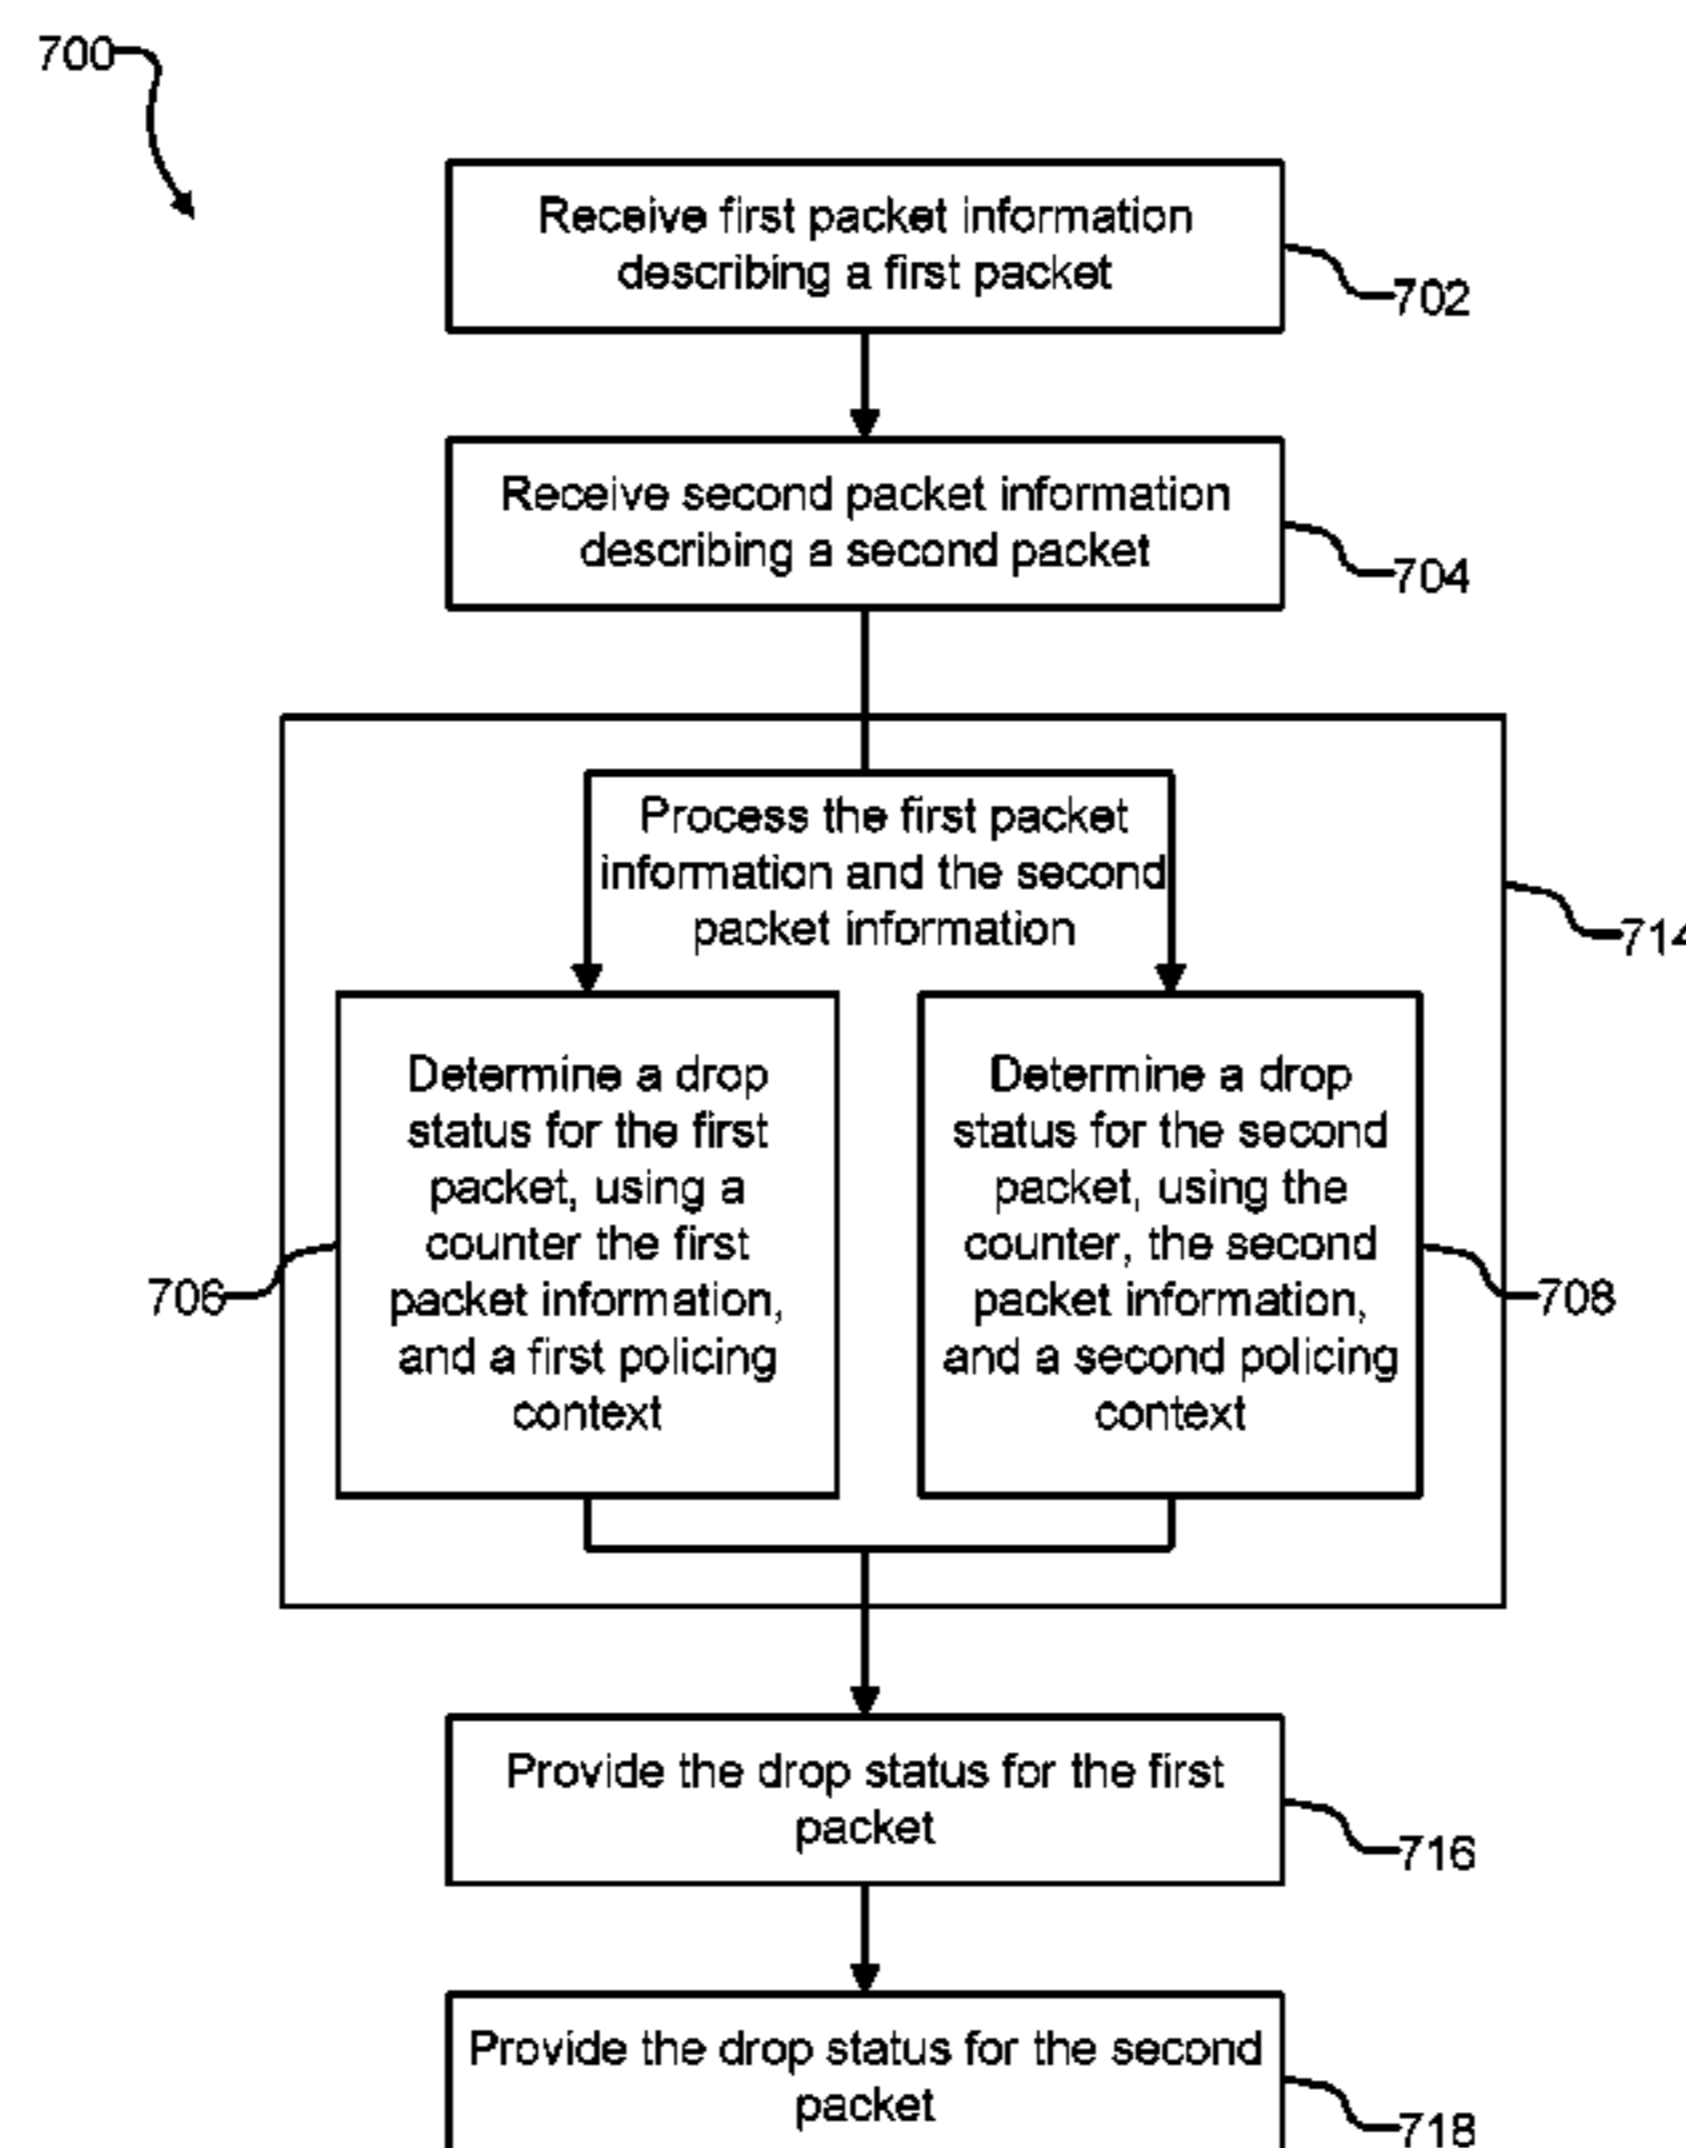 700
Receive first packet information
describing a first packet
702
Receive second packet information
describing a second packet
704
Process the first packet
information and the second
packet information
714
Determine a drop
status for the first
packet, using a
counter the first
packet information,
and a first policing
context
706
Determine a drop
status for the second
packet, using the
counter, the second
packet information,
and a second policing
context
708
Provide the drop status for the first
packet
716
Provide the drop status for the second
packet
718